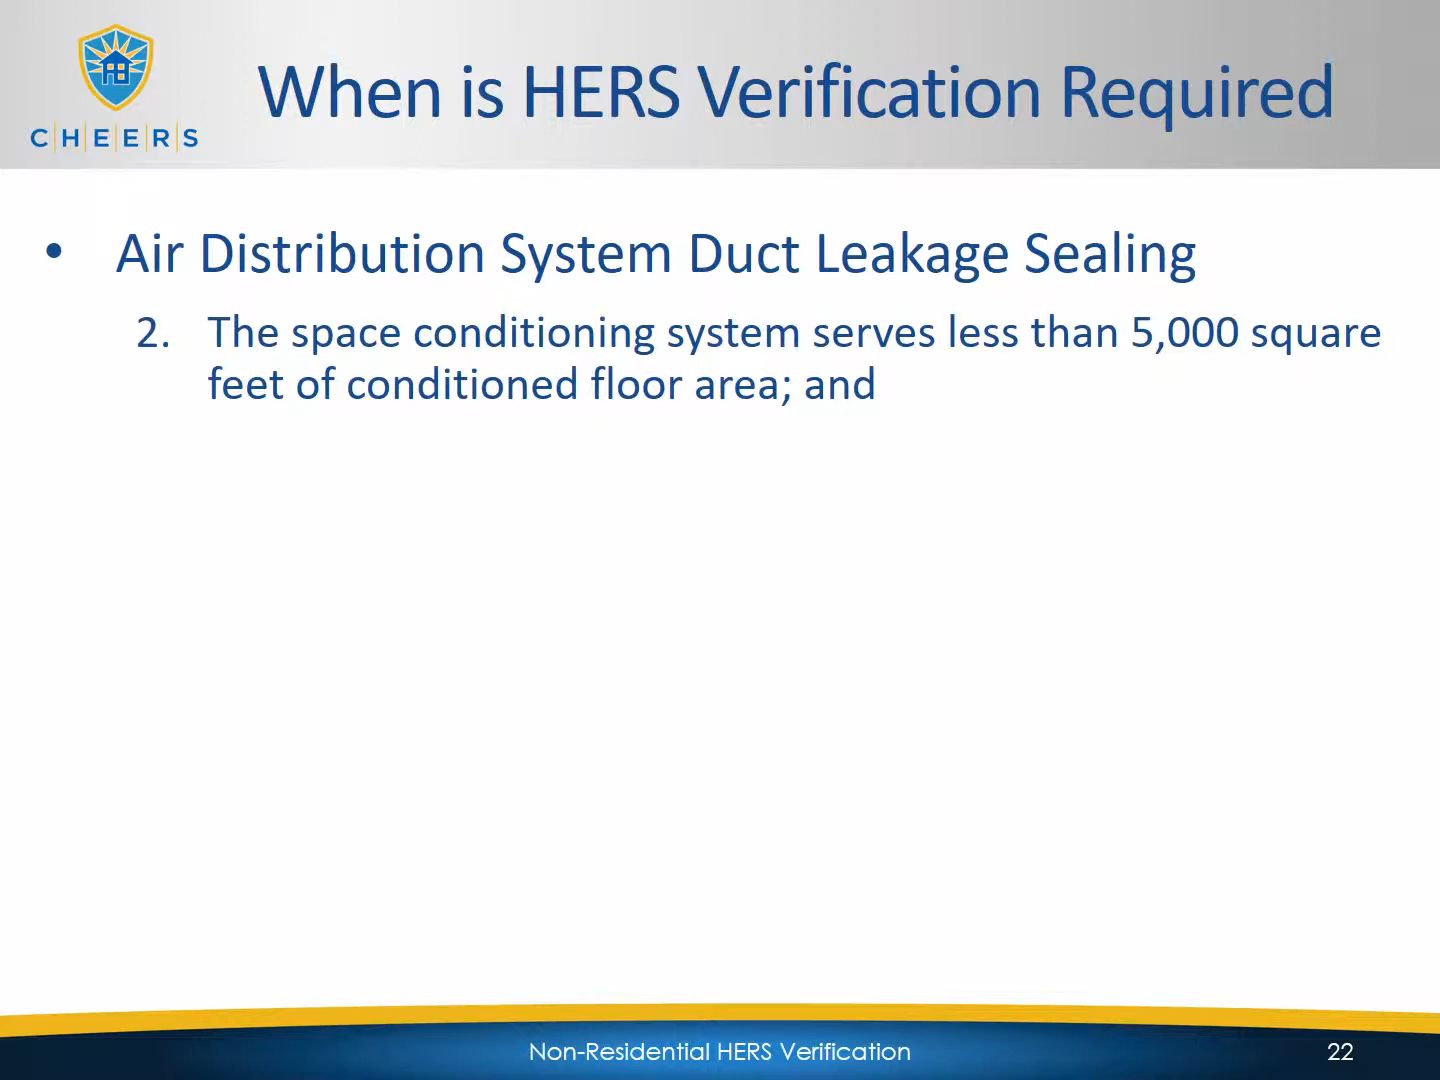 C|H|E|E|R|S
When is HERS Verification Required
• Air Distribution System Duct Leakage Sealing
2. The space conditioning system serves less than 5,000 square
feet of conditioned floor area; and
Non-Residential HERS Verification
22